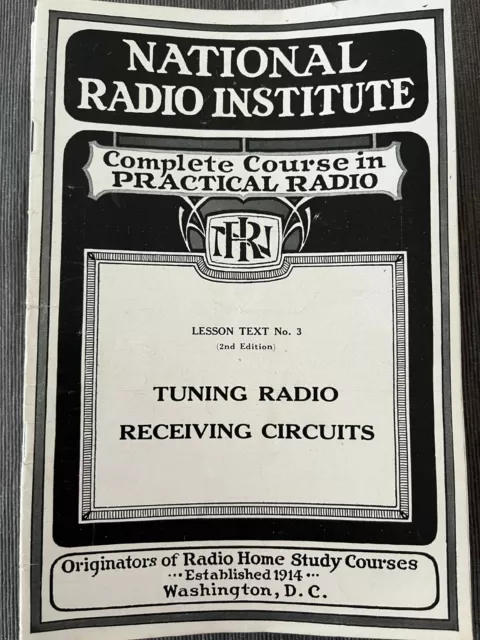 NATIONAL
RADIO INSTITUTE
Complete Course in
PRACTICAL RADIO
NRI
LESSON TEXT No. 3
(2nd Edition)
TUNING RADIO
RECEIVING CIRCUITS
Originators of Radio Home Study Courses
••• Established 1914 •••
Washington, D. C.